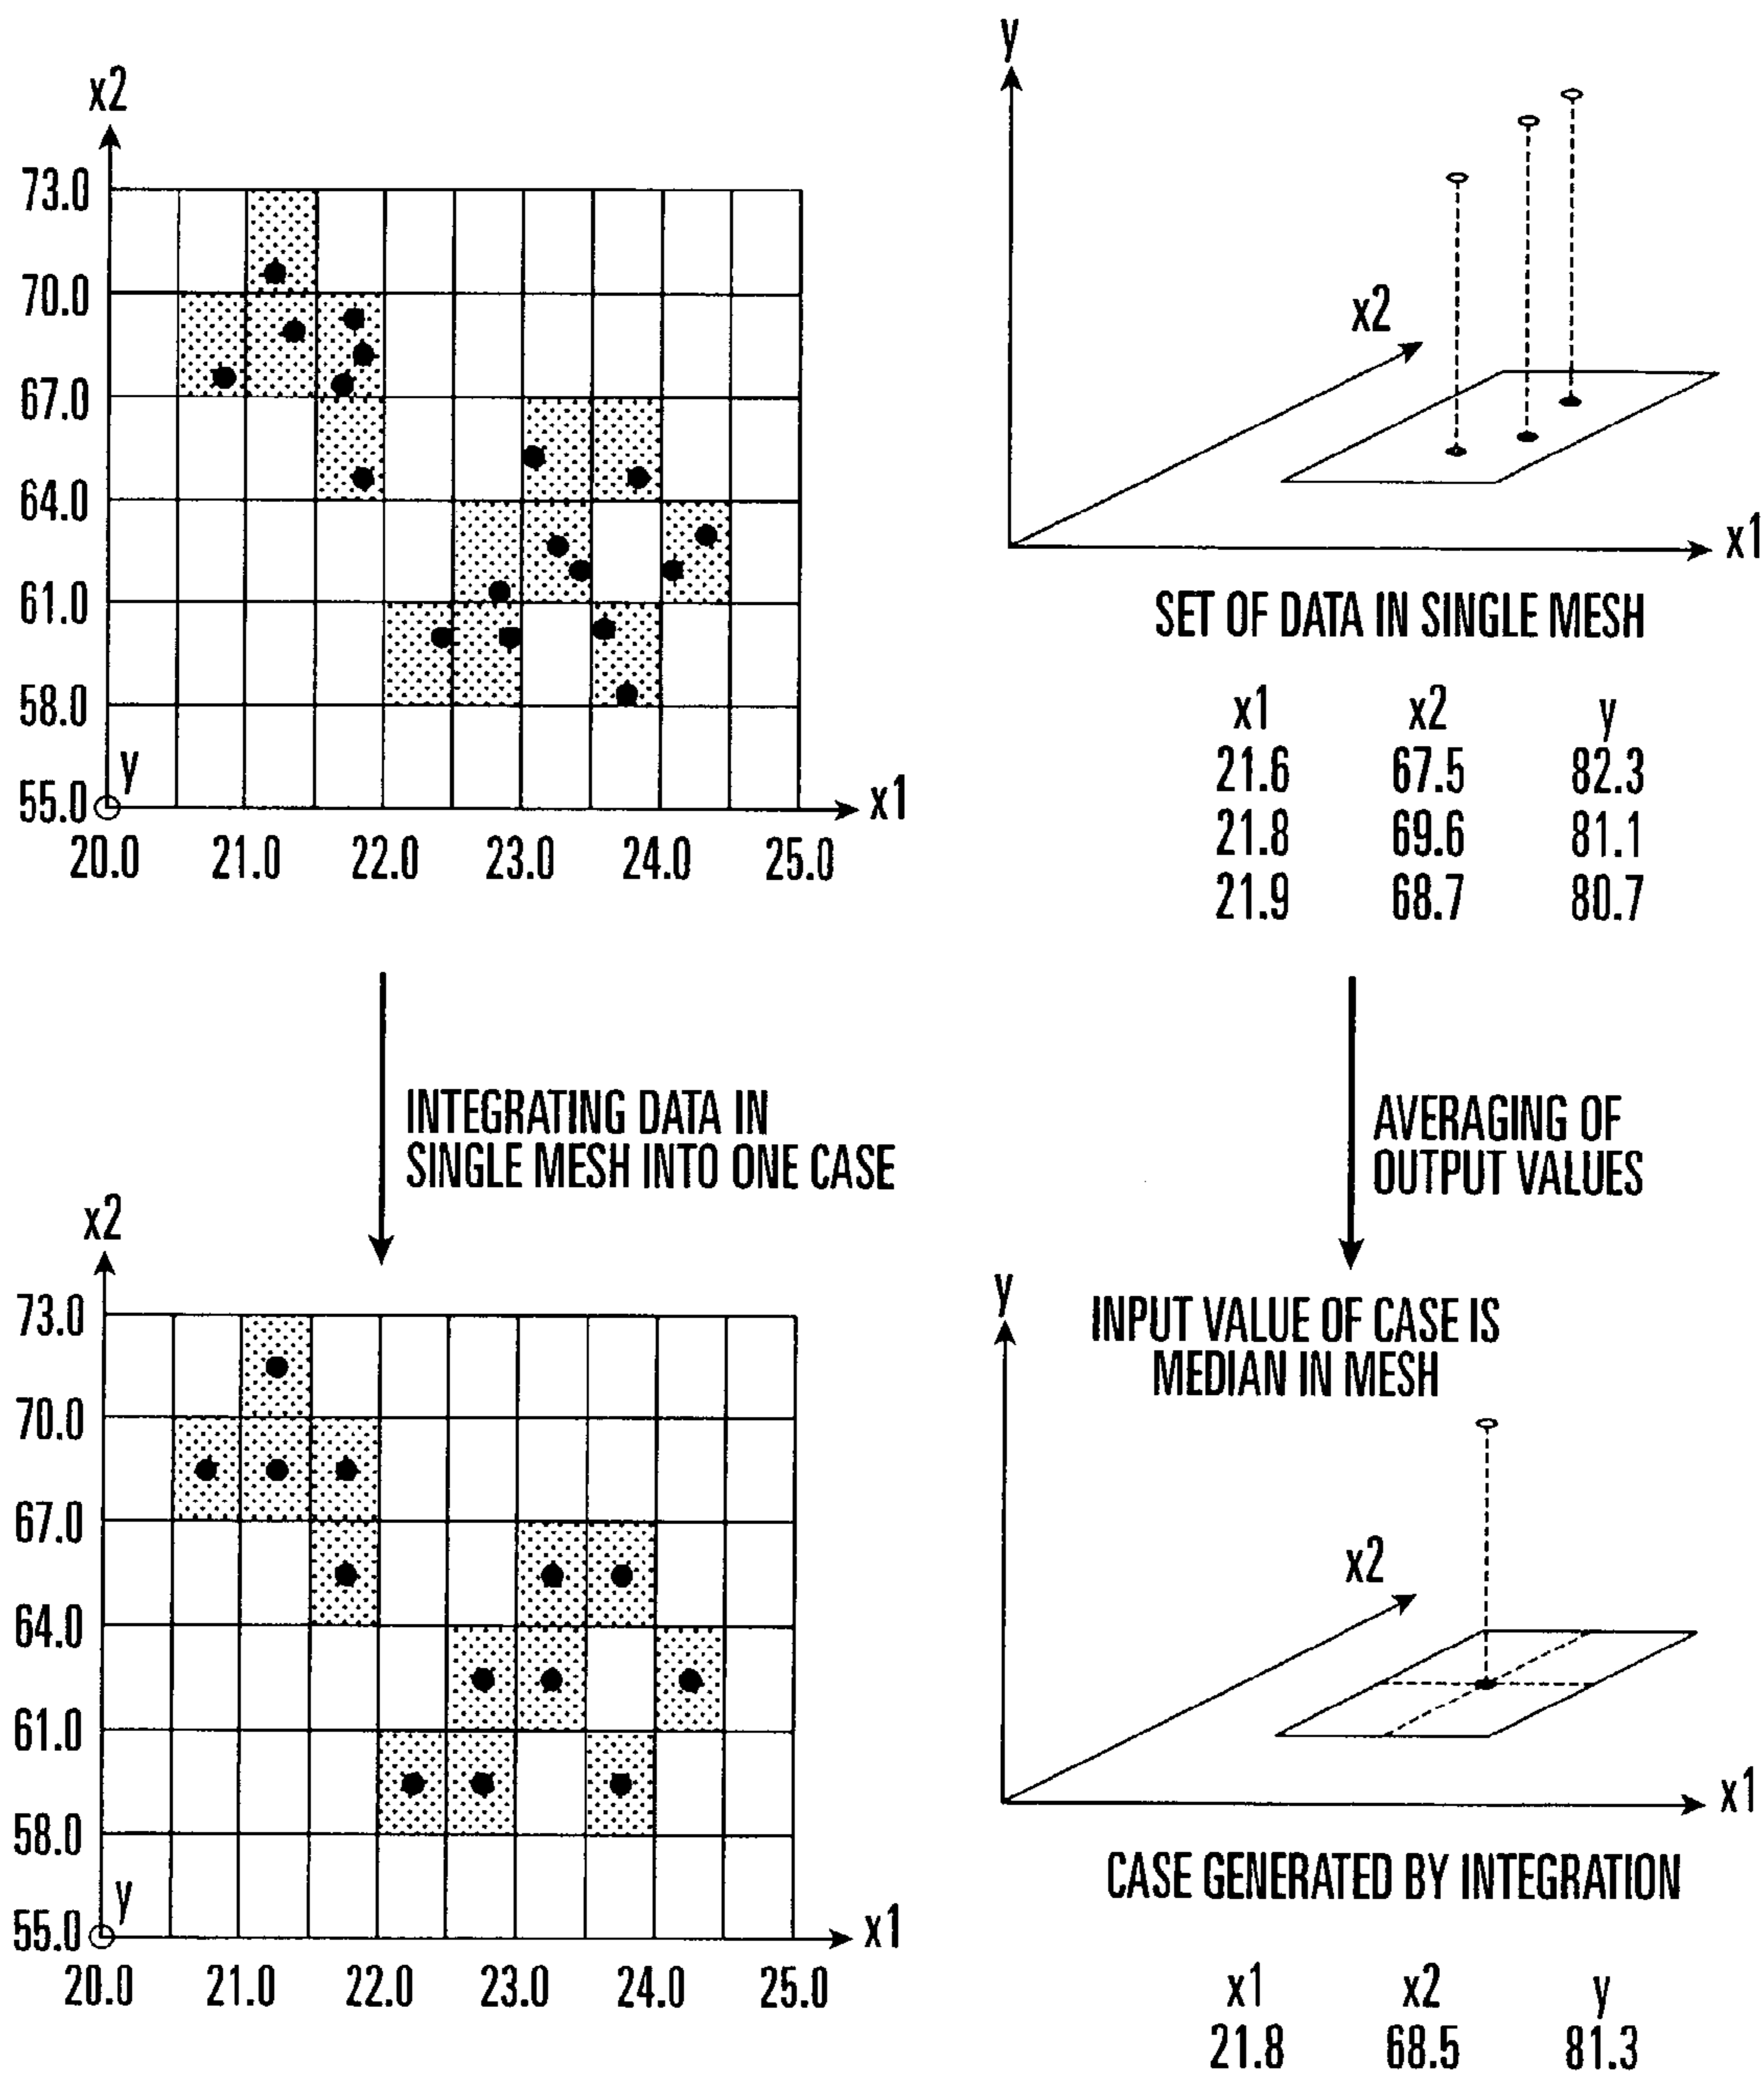 x2
73.0
70.0
67.0
64.0
61.0
58.0
55.0
y
x1
20.0 21.0 22.0 23.0 24.0 25.0
y
x2
x1
SET OF DATA IN SINGLE MESH
x1 x2 y
21.6 67.5 82.3
21.8 69.6 81.1
21.9 68.7 80.7
INTEGRATING DATA IN
SINGLE MESH INTO ONE CASE
AVERAGING OF
OUTPUT VALUES
x2
73.0
70.0
67.0
64.0
61.0
58.0
55.0
y
x1
20.0 21.0 22.0 23.0 24.0 25.0
y
INPUT VALUE OF CASE IS
MEDIAN IN MESH
x2
x1
CASE GENERATED BY INTEGRATION
x1 x2 y
21.8 68.5 81.3